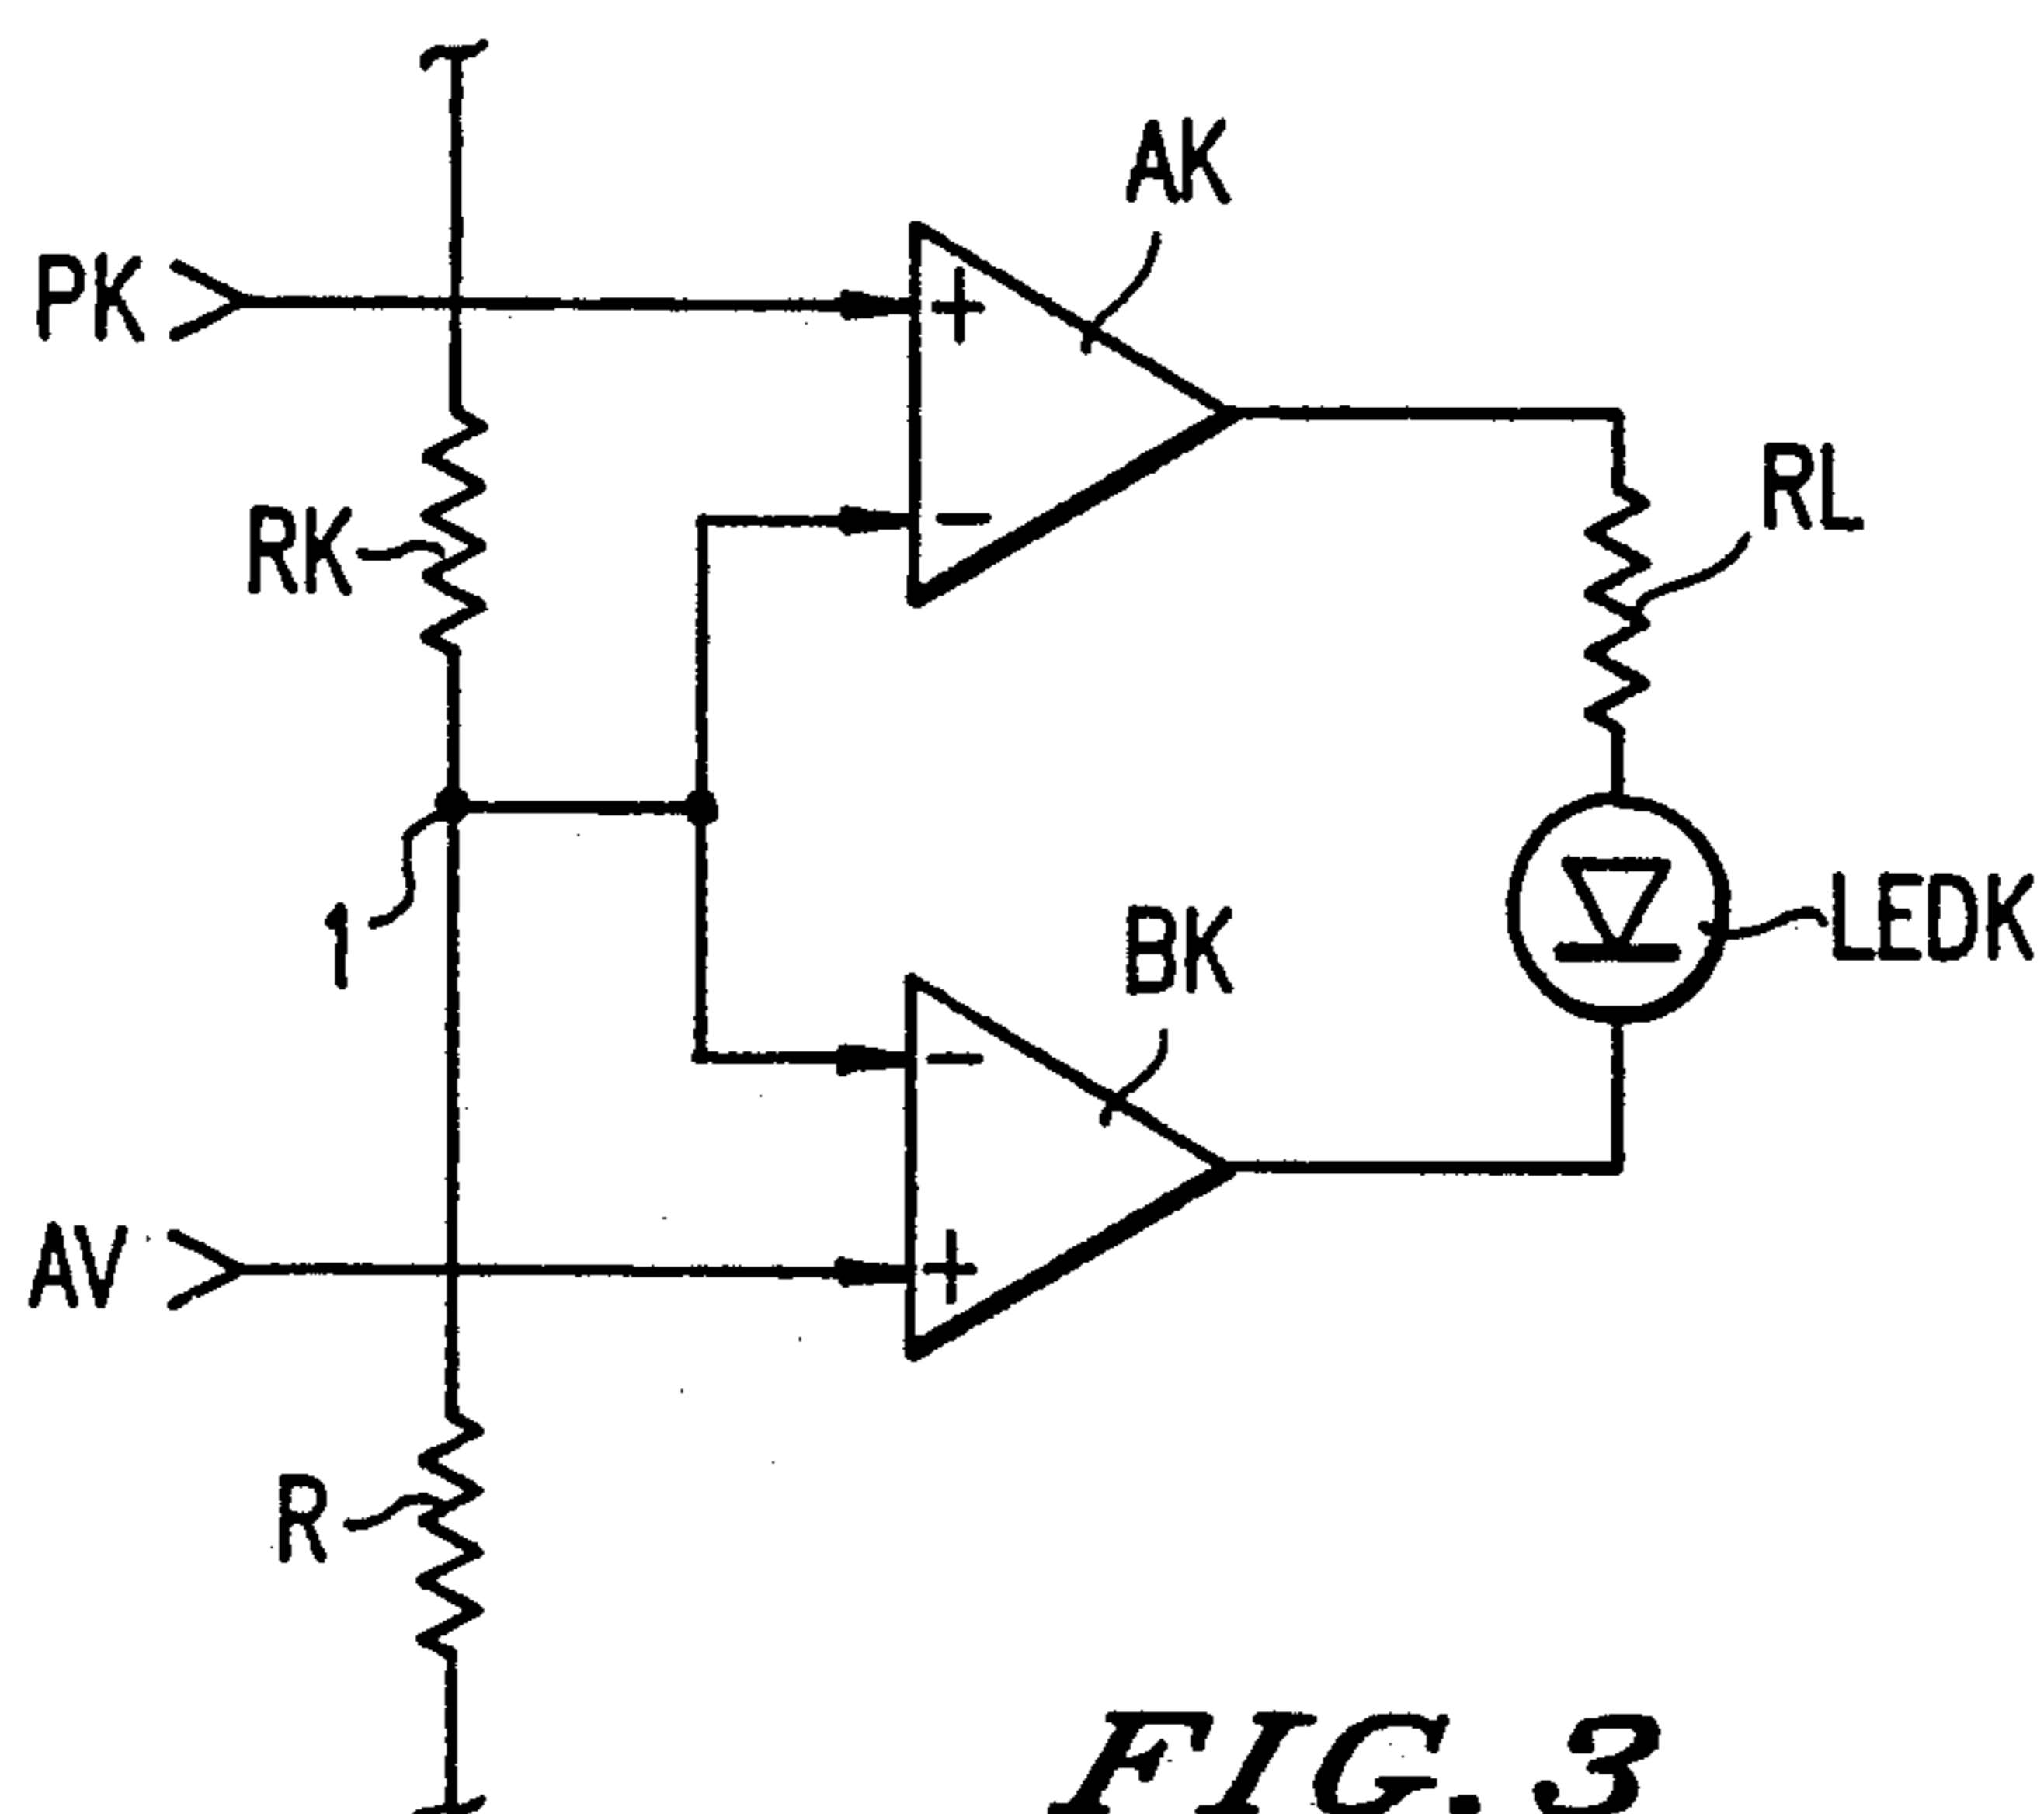 AK
PK
+
RL
RK
−
LEDK
1
BK
−
AV
+
R
FIG. 3